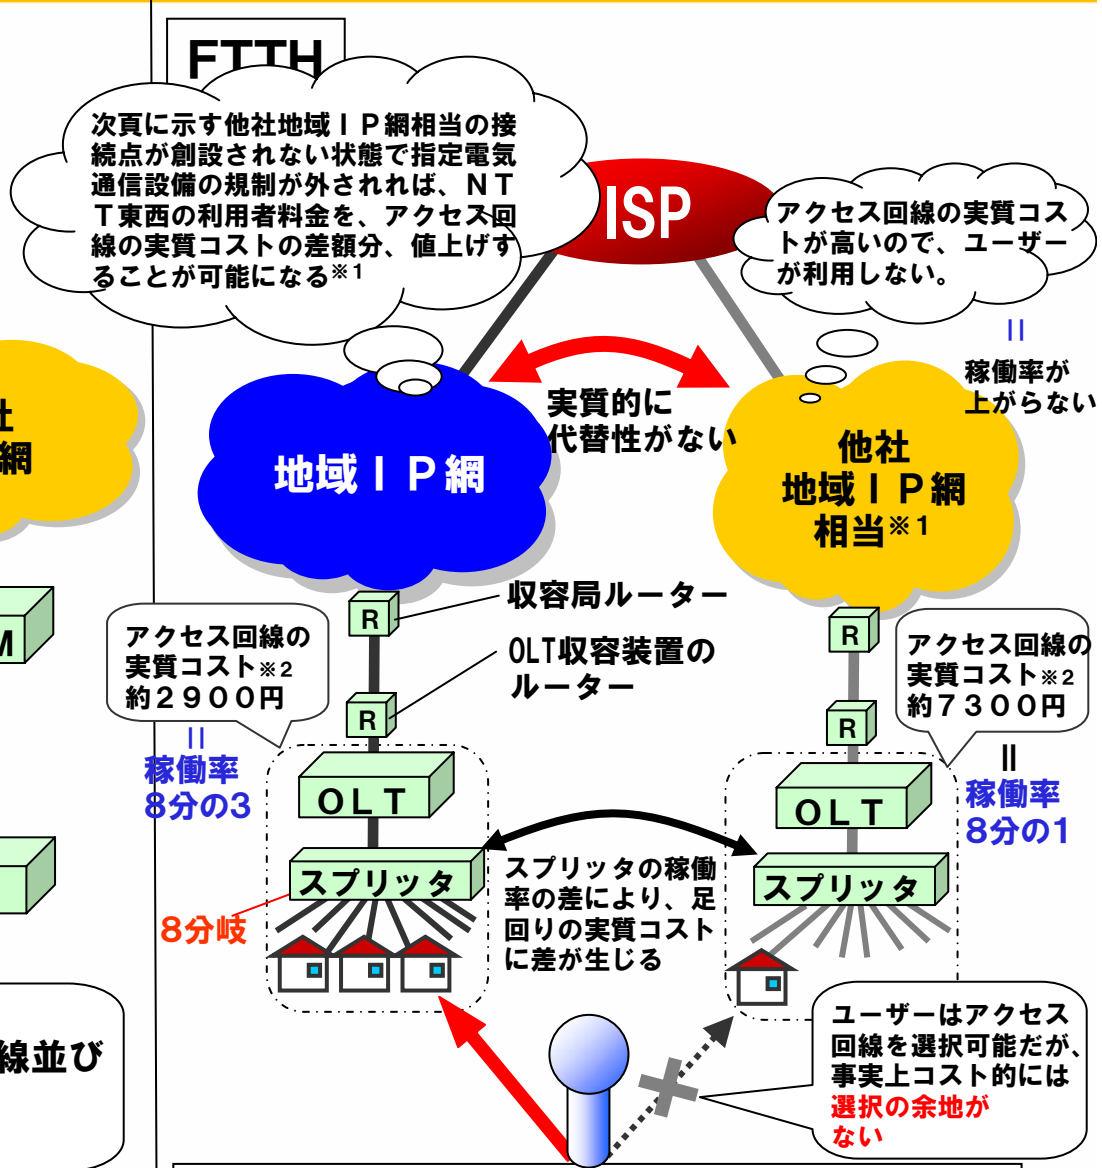 FTTH
次頁に示す他社地域ＩＰ網相当の接
続点が創設されない状態で指定電気
通信設備の規制が外されれば、ＮＴ
Ｔ東西の利用者料金を、アクセス回
線の実質コストの差額分、値上げす
ることが可能になる※1
ISP
アクセス回線の実質コス
トが高いので、ユーザー
が利用しない。
||
稼働率が
上がらない
実質的に
代替性がない
社
網
地域ＩＰ網
他社
地域ＩＰ網
相当※1
M
R
収容局ルーター
OLT収容装置の
ルーター
R
アクセス回線の
実質コスト※2
約２９００円
||
稼働率
8分の3
R
R
アクセス回線の
実質コスト※2
約７３００円
||
稼働率
8分の1
ＯＬＴ
ＯＬＴ
スプリッタ
スプリッタ
8分岐
スプリッタの稼働
率の差により、足
回りの実質コスト
に差が生じる
線並び
ユーザーはアクセス
回線を選択可能だが、
事実上コスト的には
選択の余地が
ない